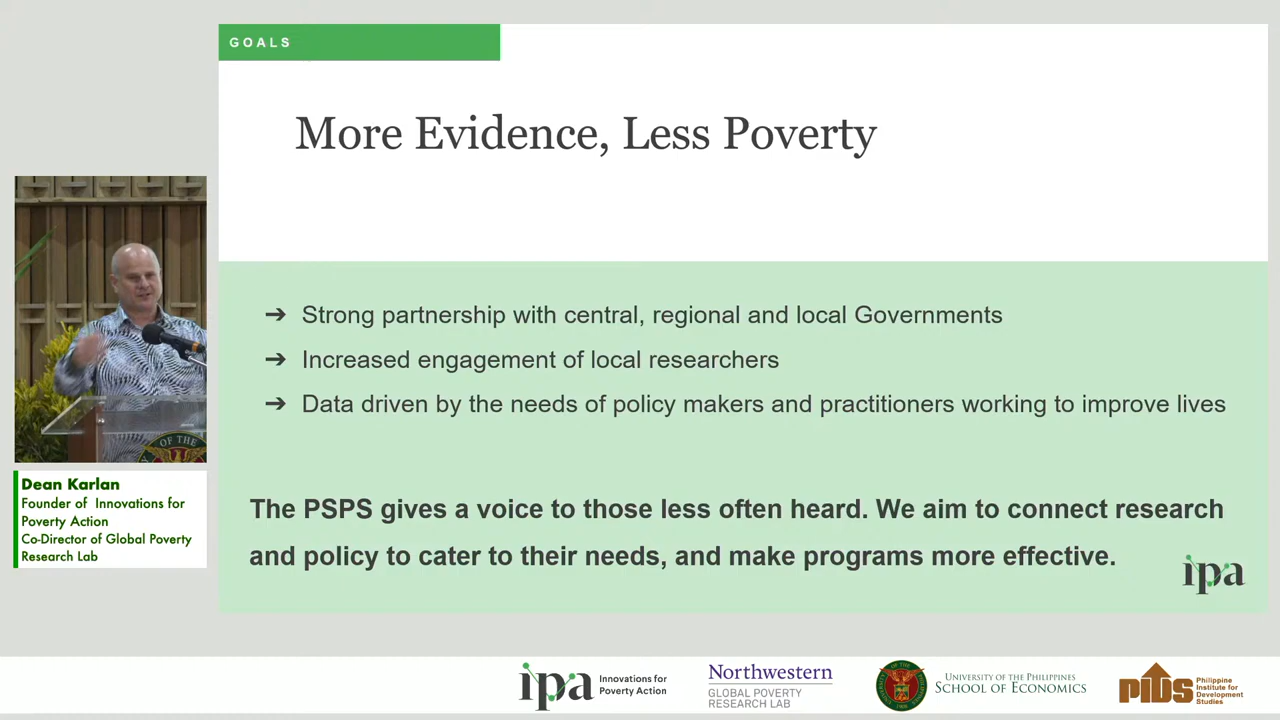 GOALS
More Evidence, Less Poverty
➔ Strong partnership with central, regional and local Governments
➔ Increased engagement of local researchers
➔ Data driven by the needs of policy makers and practitioners working to improve lives
The PSPS gives a voice to those less often heard. We aim to connect research
and policy to cater to their needs, and make programs more effective.
ipa
OF THE
Dean Karlan
Founder of Innovations for
Poverty Action
Co-Director of Global Poverty
Research Lab
ipa
Innovations for
Poverty Action
Northwestern
GLOBAL POVERTY
RESEARCH LAB
UNIVERSITY OF THE PHILIPPINES
SCHOOL OF ECONOMICS
PIDS
Philippine
Institute for
Development
Studies